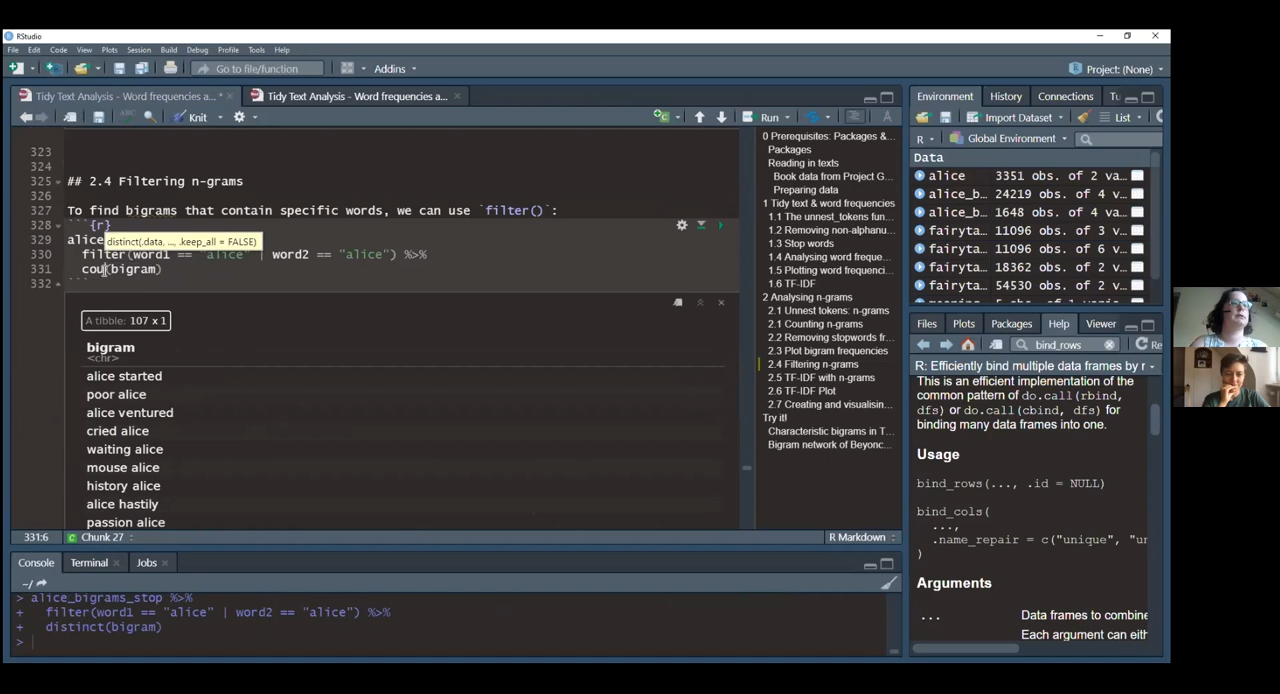 RStudio
File Edit Code View Plots Session Build Debug Profile Tools Help
Go to file/function
Addins
Project: (None)
Tidy Text Analysis - Word frequencies a...*
Tidy Text Analysis - Word frequencies a...
Knit
Run
323
324
325 ## 2.4 Filtering n-grams
326
327 To find bigrams that contain specific words, we can use `filter()`:
328 ```{r}
329 alice
distinct(.data, ..., .keep_all = FALSE)
330 filter(word1 == "alice" | word2 == "alice") %>%
331 cou(bigram)
332 ```
A tibble: 107 x 1
bigram
<chr>
alice started
poor alice
alice ventured
cried alice
waiting alice
mouse alice
history alice
alice hastily
passion alice
331:6
Chunk 27
R Markdown
0 Prerequisites: Packages &...
Packages
Reading in texts
Book data from Project G...
Preparing data
1 Tidy text & word frequencies
1.1 The unnest_tokens fun...
1.2 Removing non-alphanu...
1.3 Stop words
1.4 Analysing word freque...
1.5 Plotting word frequenci...
1.6 TF-IDF
2 Analysing n-grams
2.1 Unnest tokens: n-grams
2.1 Counting n-grams
2.2 Removing stopwords fr...
2.3 Plot bigram frequencies
2.4 Filtering n-grams
2.5 TF-IDF with n-grams
2.6 TF-IDF Plot
2.7 Creating and visualisin...
Try it!
Characteristic bigrams in T...
Bigram network of Beyonc...
Console Terminal Jobs
~/
> alice_bigrams_stop %>%
+ filter(word1 == "alice" | word2 == "alice") %>%
+ distinct(bigram)
>
Environment History Connections Tu
Import Dataset
List
R
Global Environment
Data
alice 3351 obs. of 2 va...
alice_b... 24219 obs. of 4 var...
alice_b... 1648 obs. of 4 var...
fairyta... 11096 obs. of 3 var...
fairyta... 11096 obs. of 6 var...
fairyta... 18362 obs. of 2 var...
fairyta... 54530 obs. of 2 var...
Files Plots Packages Help Viewer
bind_rows
Re
R: Efficiently bind multiple data frames by r
This is an efficient implementation of the
common pattern of do.call(rbind,
dfs) or do.call(cbind, dfs) for
binding many data frames into one.
Usage
bind_rows(..., .id = NULL)
bind_cols(
...,
.name_repair = c("unique", "un
)
Arguments
... Data frames to combine
Each argument can eith